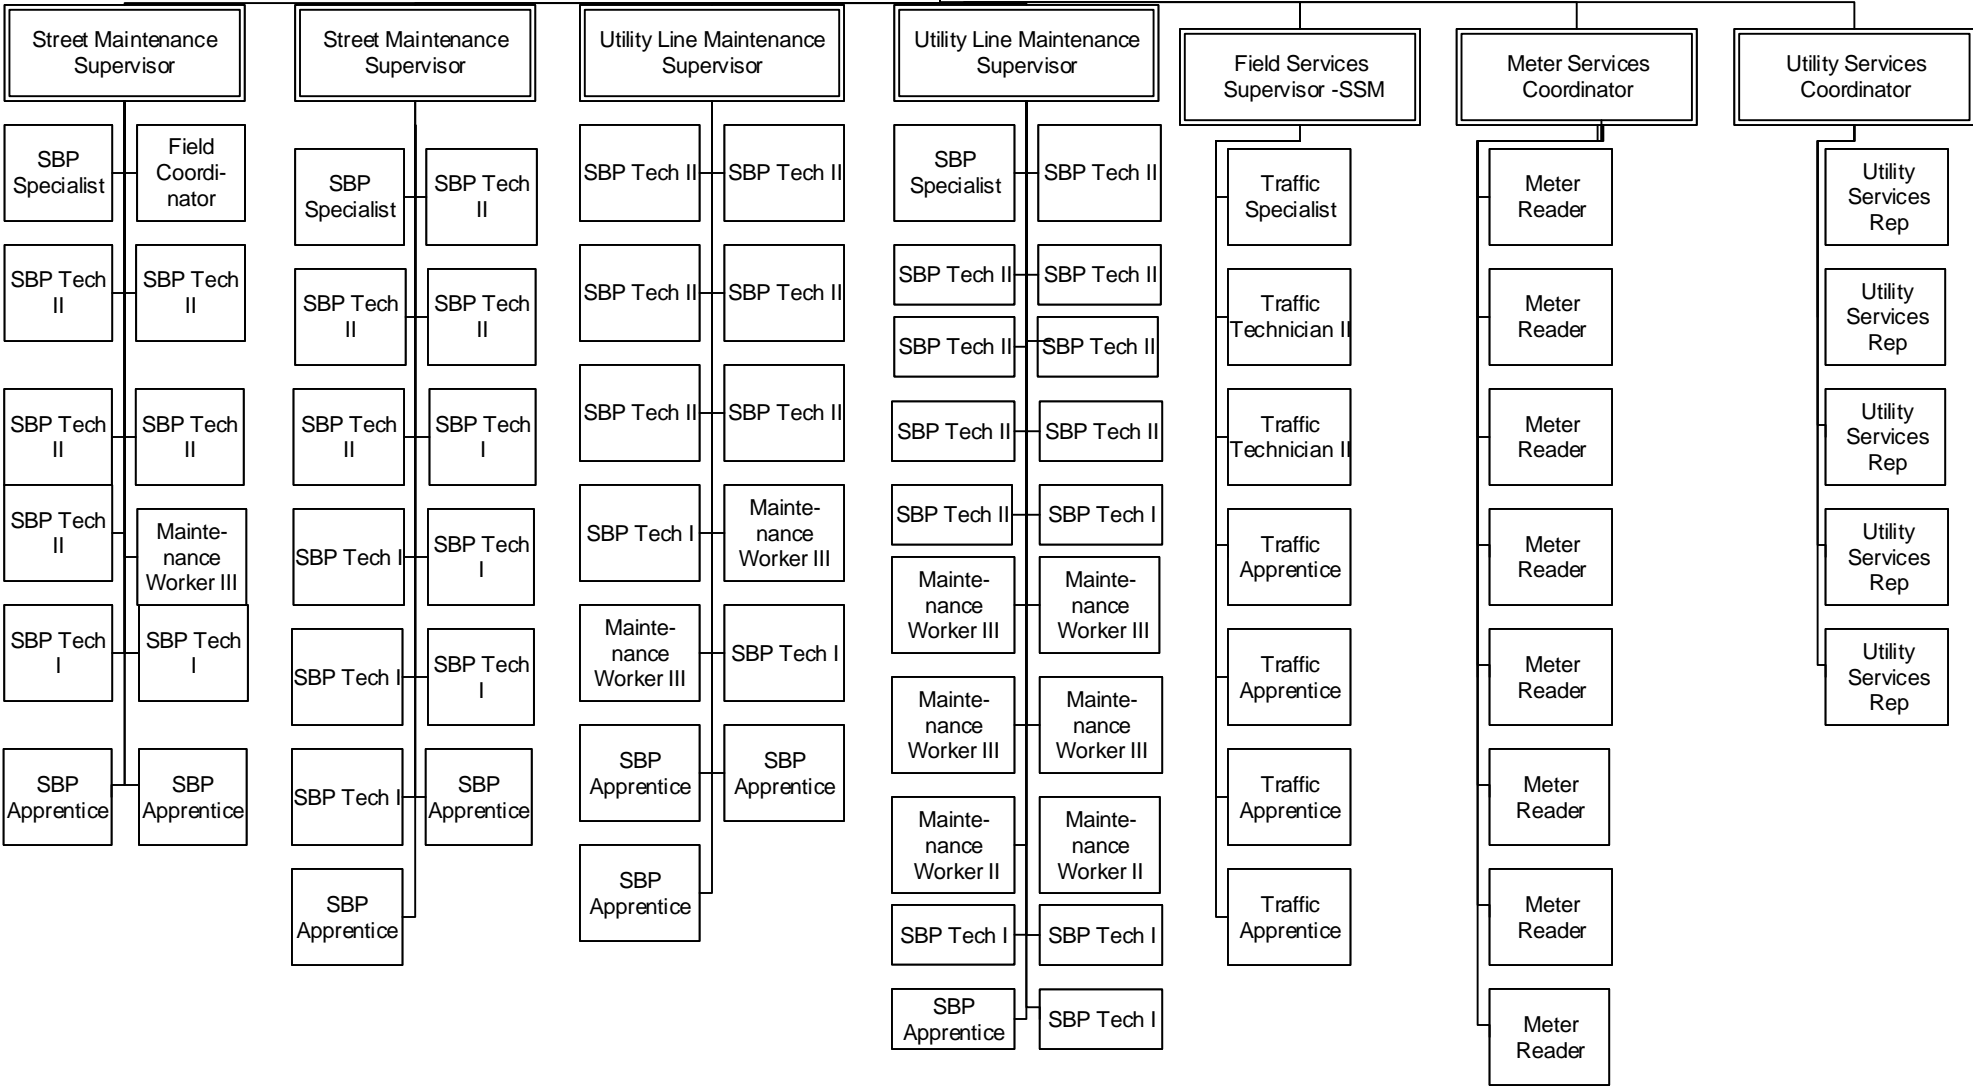 Street Maintenance
Supervisor
SBP
Specialist
Field
Coordi-
nator
SBP Tech
II
SBP Tech
II
SBP Tech
II
SBP Tech
II
SBP Tech
II
Mainte-
nance
Worker III
SBP Tech
I
SBP Tech
I
SBP
Apprentice
SBP
Apprentice
Street Maintenance
Supervisor
SBP
Specialist
SBP Tech
II
SBP Tech
II
SBP Tech
II
SBP Tech
II
SBP Tech
I
SBP Tech I
SBP Tech
I
SBP Tech I
SBP Tech
I
SBP Tech I
SBP
Apprentice
SBP
Apprentice
Utility Line Maintenance
Supervisor
SBP Tech II
SBP Tech II
SBP Tech II
SBP Tech II
SBP Tech II
SBP Tech II
SBP Tech I
Mainte-
nance
Worker III
Mainte-
nance
Worker III
SBP Tech I
SBP
Apprentice
SBP
Apprentice
SBP
Apprentice
Utility Line Maintenance
Supervisor
SBP
Specialist
SBP Tech II
SBP Tech II
SBP Tech II
SBP Tech II
SBP Tech II
SBP Tech II
SBP Tech II
SBP Tech II
SBP Tech I
Mainte-
nance
Worker III
Mainte-
nance
Worker III
Mainte-
nance
Worker III
Mainte-
nance
Worker III
Mainte-
nance
Worker II
Mainte-
nance
Worker II
SBP Tech I
SBP Tech I
SBP
Apprentice
SBP Tech I
Field Services
Supervisor -SSM
Traffic
Specialist
Traffic
Technician II
Traffic
Technician II
Traffic
Apprentice
Traffic
Apprentice
Traffic
Apprentice
Traffic
Apprentice
Meter Services
Coordinator
Meter
Reader
Meter
Reader
Meter
Reader
Meter
Reader
Meter
Reader
Meter
Reader
Meter
Reader
Meter
Reader
Utility Services
Coordinator
Utility
Services
Rep
Utility
Services
Rep
Utility
Services
Rep
Utility
Services
Rep
Utility
Services
Rep